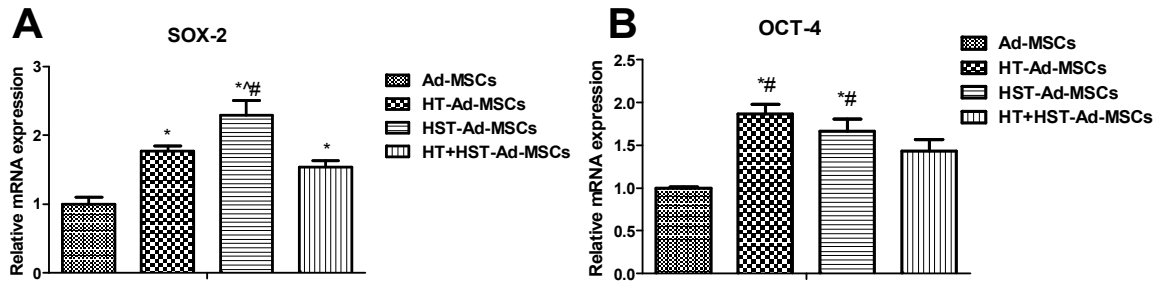 A
SOX-2
Relative mRNA expression
3
2
1
0
*
*^#
*
Ad-MSCs
HT-Ad-MSCs
HST-Ad-MSCs
HT+HST-Ad-MSCs
B
OCT-4
Relative mRNA expression
2.5
2.0
1.5
1.0
0.5
0.0
*#
*#
Ad-MSCs
HT-Ad-MSCs
HST-Ad-MSCs
HT+HST-Ad-MSCs